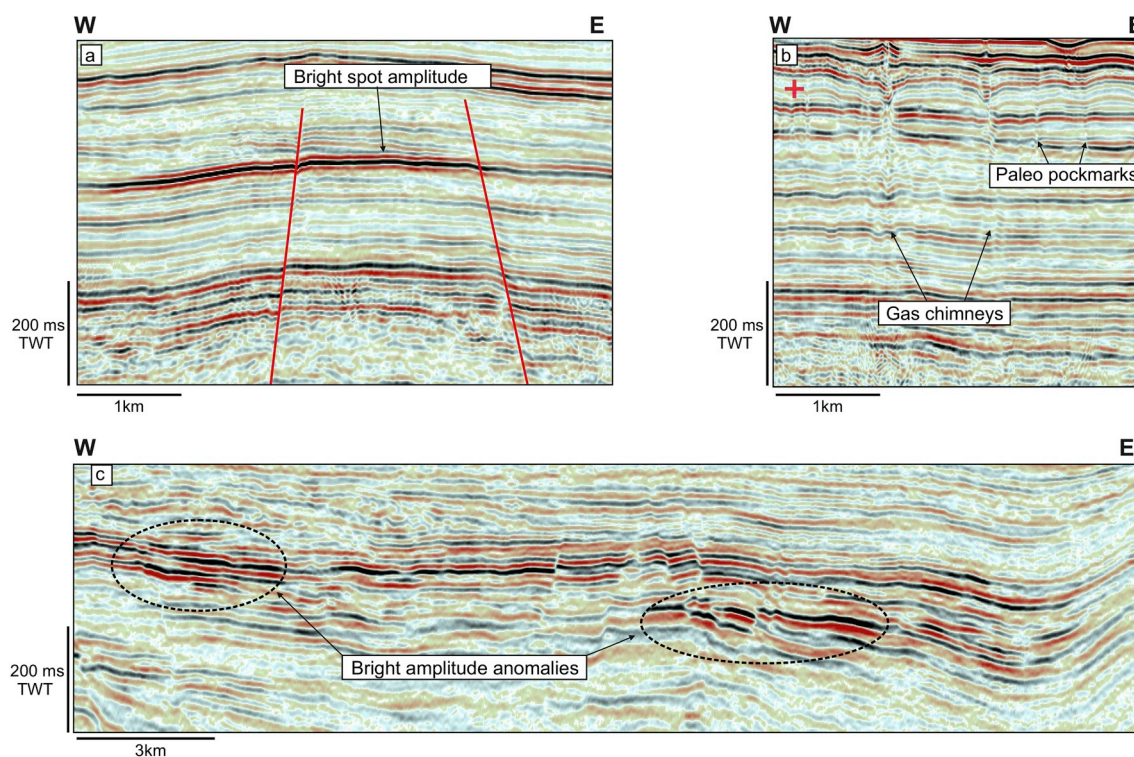 W
E
a
Bright spot amplitude
200 ms
TWT
1km
W
E
b
Paleo pockmarks
Gas chimneys
200 ms
TWT
1km
W
E
c
Bright amplitude anomalies
200 ms
TWT
3km